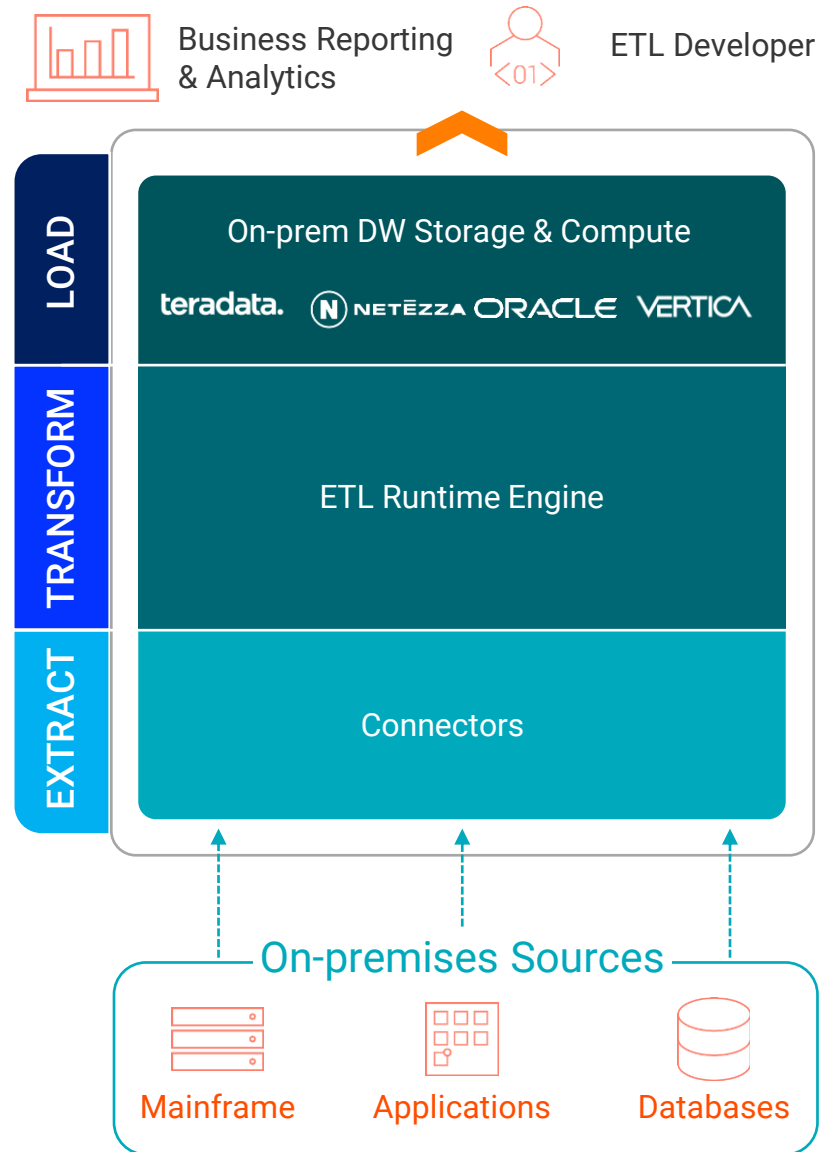 Business Reporting
& Analytics
ETL Developer
<01>
LOAD
On-prem DW Storage & Compute
teradata.
N NETĒZZA
ORACLE
VERTICA
TRANSFORM
ETL Runtime Engine
EXTRACT
Connectors
On-premises Sources
Mainframe
Applications
Databases